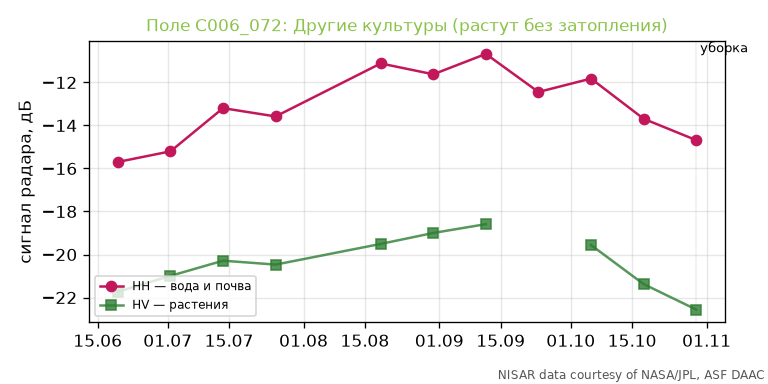 Поле C006_072: Другие культуры (растут без затопления)
уборка
сигнал радара, дБ
−12
−14
−16
−18
−20
−22
HH — вода и почва
HV — растения
15.06 01.07 15.07 01.08 15.08 01.09 15.09 01.10 15.10 01.11
NISAR data courtesy of NASA/JPL, ASF DAAC